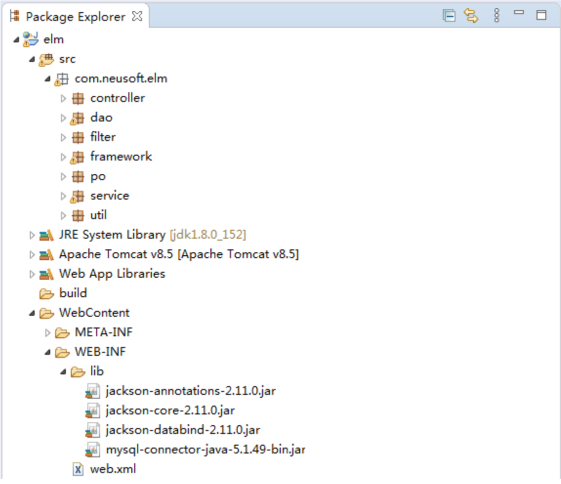 Package Explorer
elm
src
com.neusoft.elm
controller
dao
filter
framework
po
service
util
JRE System Library [jdk1.8.0_152]
Apache Tomcat v8.5 [Apache Tomcat v8.5]
Web App Libraries
build
WebContent
META-INF
WEB-INF
lib
jackson-annotations-2.11.0.jar
jackson-core-2.11.0.jar
jackson-databind-2.11.0.jar
mysql-connector-java-5.1.49-bin.jar
web.xml